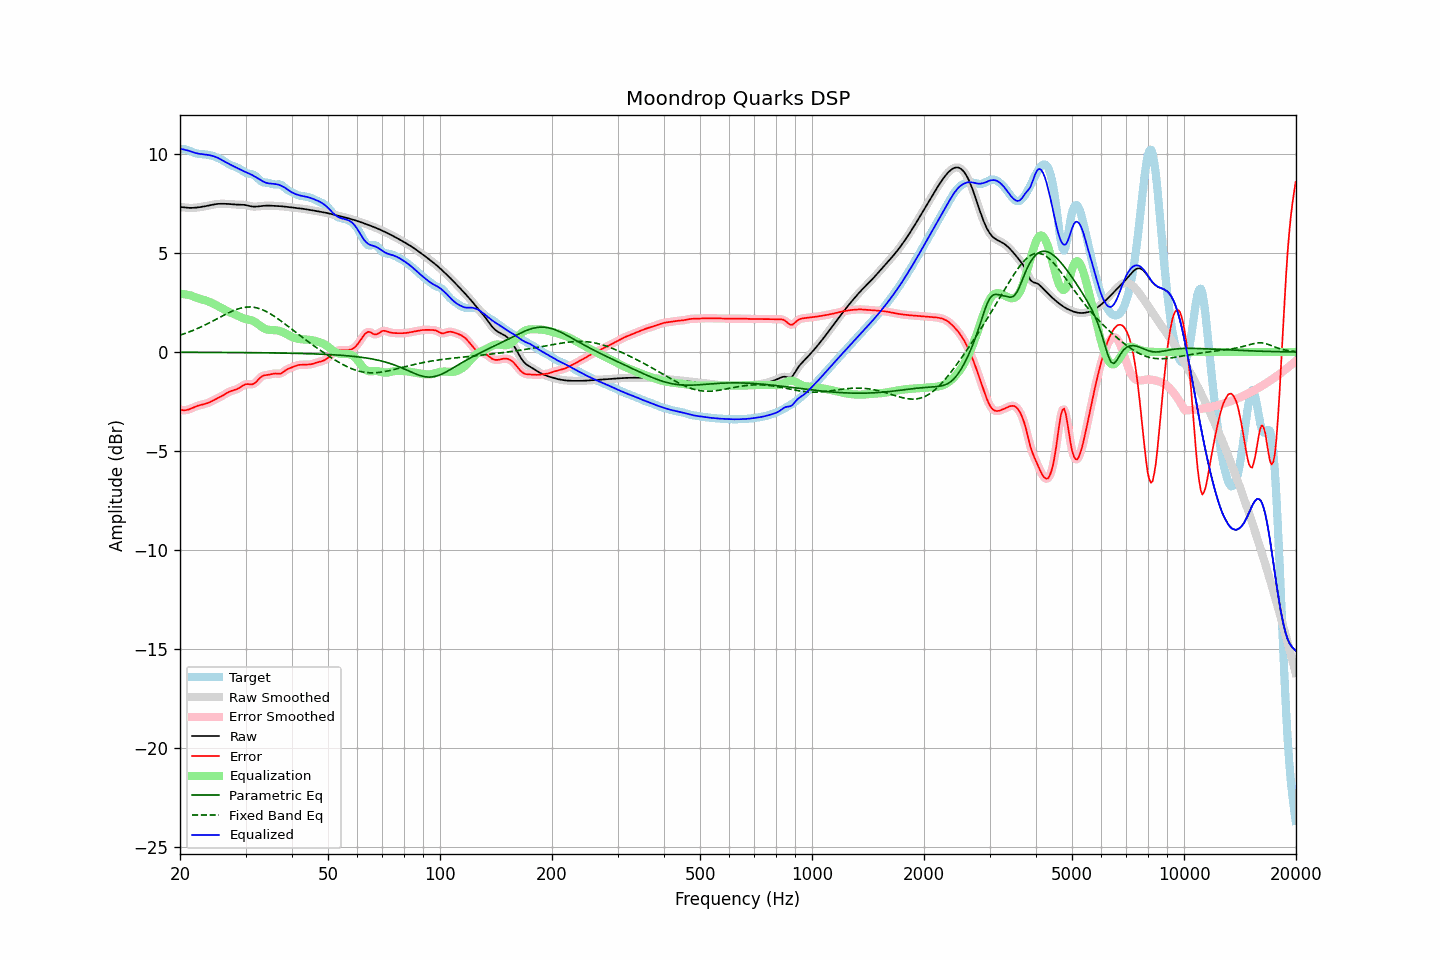 Moondrop Quarks DSP
10
5
0
−5
−10
−15
−20
−25
Amplitude (dBr)
Target
Raw Smoothed
Error Smoothed
Raw
Error
Equalization
Parametric Eq
Fixed Band Eq
Equalized
20 50 100 200 500 1000 2000 5000 10000 20000
Frequency (Hz)